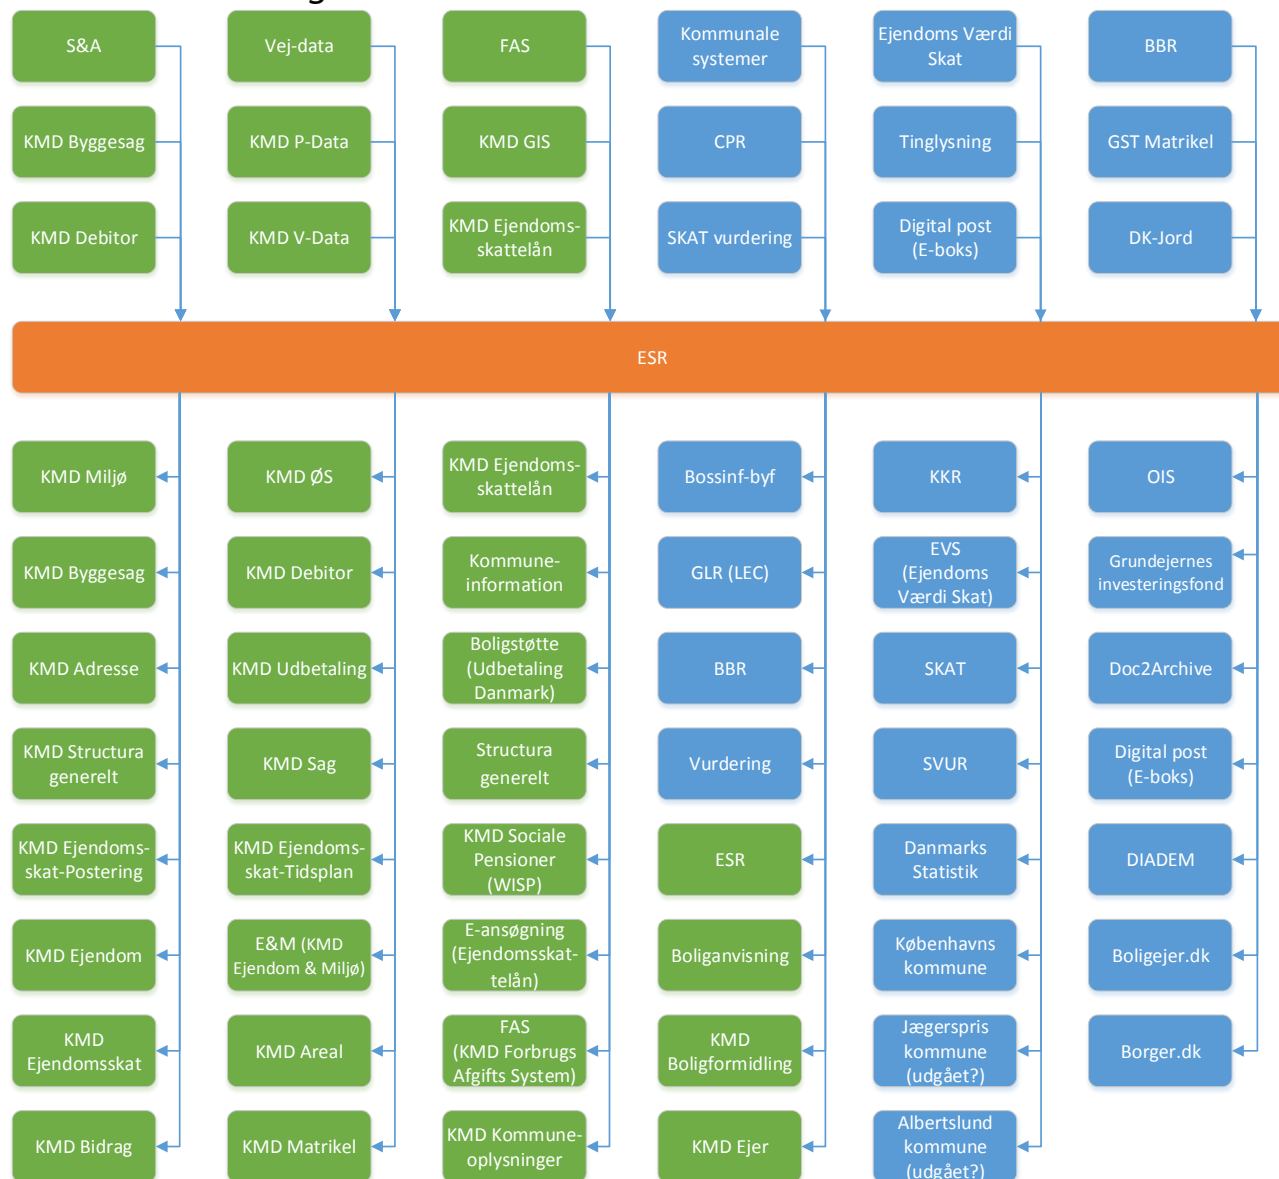 S&A
Vej-data
FAS
Kommunale
systemer
Ejendoms Værdi
Skat
BBR
KMD Byggesag
KMD P-Data
KMD GIS
CPR
Tinglysning
GST Matrikel
KMD Debitor
KMD V-Data
KMD Ejendoms-
skattelån
SKAT vurdering
Digital post
(E-boks)
DK-Jord
ESR
KMD Miljø
KMD ØS
KMD Ejendoms-
skattelån
Bossinf-byf
KKR
OIS
KMD Byggesag
KMD Debitor
Kommune-
information
GLR (LEC)
EVS
(Ejendoms
Værdi Skat)
Grundejernes
investeringsfond
KMD Adresse
KMD Udbetaling
Boligstøtte
(Udbetaling
Danmark)
BBR
SKAT
Doc2Archive
KMD Structura
generelt
KMD Sag
Structura
generelt
Vurdering
SVUR
Digital post
(E-boks)
KMD Ejendom-
skat-Postering
KMD Ejendom-
skat-Tidsplan
KMD Sociale
Pensioner
(WISP)
ESR
Danmarks
Statistik
DIADEM
KMD Ejendom
E&M (KMD
Ejendom & Miljø)
E-ansøgning
(Ejendomsskat-
telån)
Boliganvisning
Københavns
kommune
Boligejer.dk
KMD
Ejendomsskat
KMD Areal
FAS
(KMD Forbrugs
Afgifts System)
KMD
Boligformidling
Jægerspris
kommune
(udgået?)
Borger.dk
KMD Bidrag
KMD Matrikel
KMD Kommune-
oplysninger
KMD Ejer
Albertslund
kommune
(udgået?)